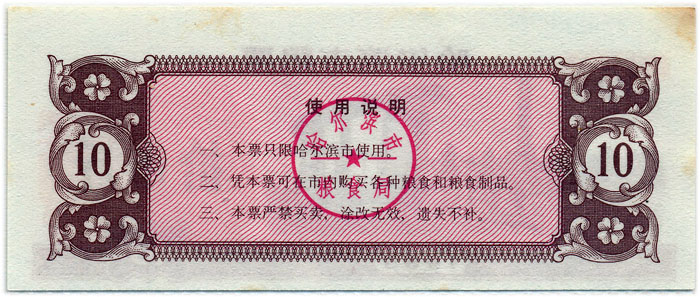 使用说明
一、本票只限哈尔滨市使用。
二、凭本票可在市内购买各种粮食和粮食制品。
三、本票严禁买卖，涂改无效，遗失不补。
哈尔滨市
粮食局
10
10